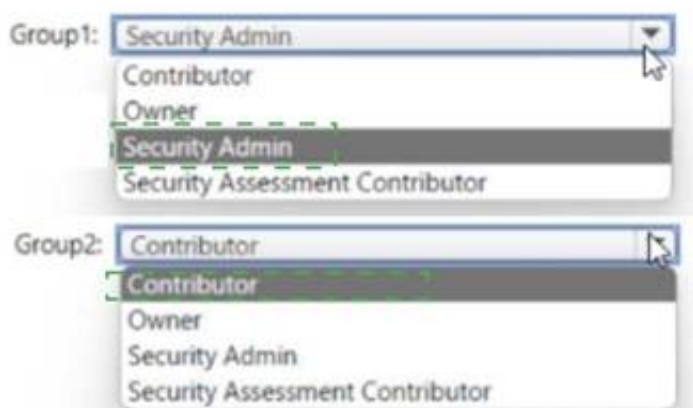 Group1: Security Admin
Contributor
Owner
Security Admin
Security Assessment Contributor
Group2: Contributor
Contributor
Owner
Security Admin
Security Assessment Contributor